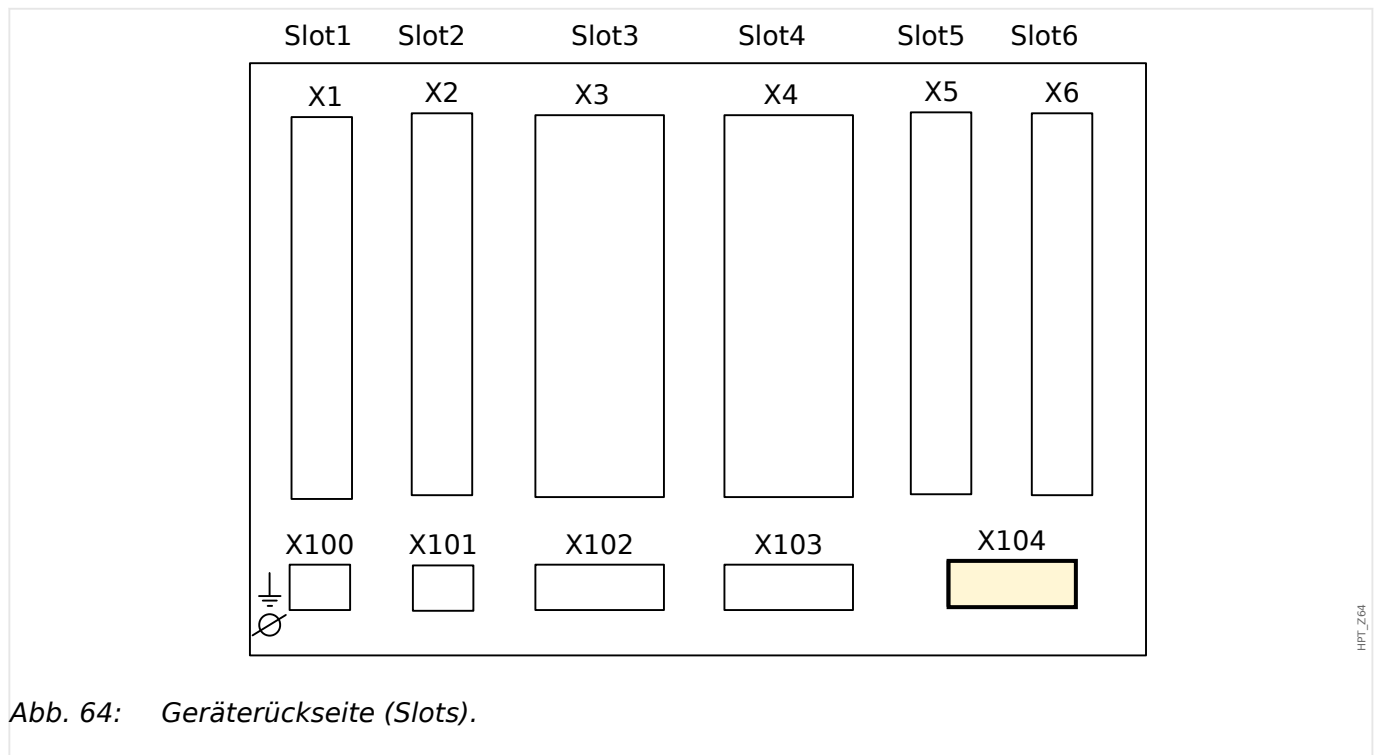 Slot1 Slot2 Slot3 Slot4 Slot5 Slot6
X1 X2 X3 X4 X5 X6
X100 X101 X102 X103 X104
HPT_Z64
Abb. 64: Geräterückseite (Slots).